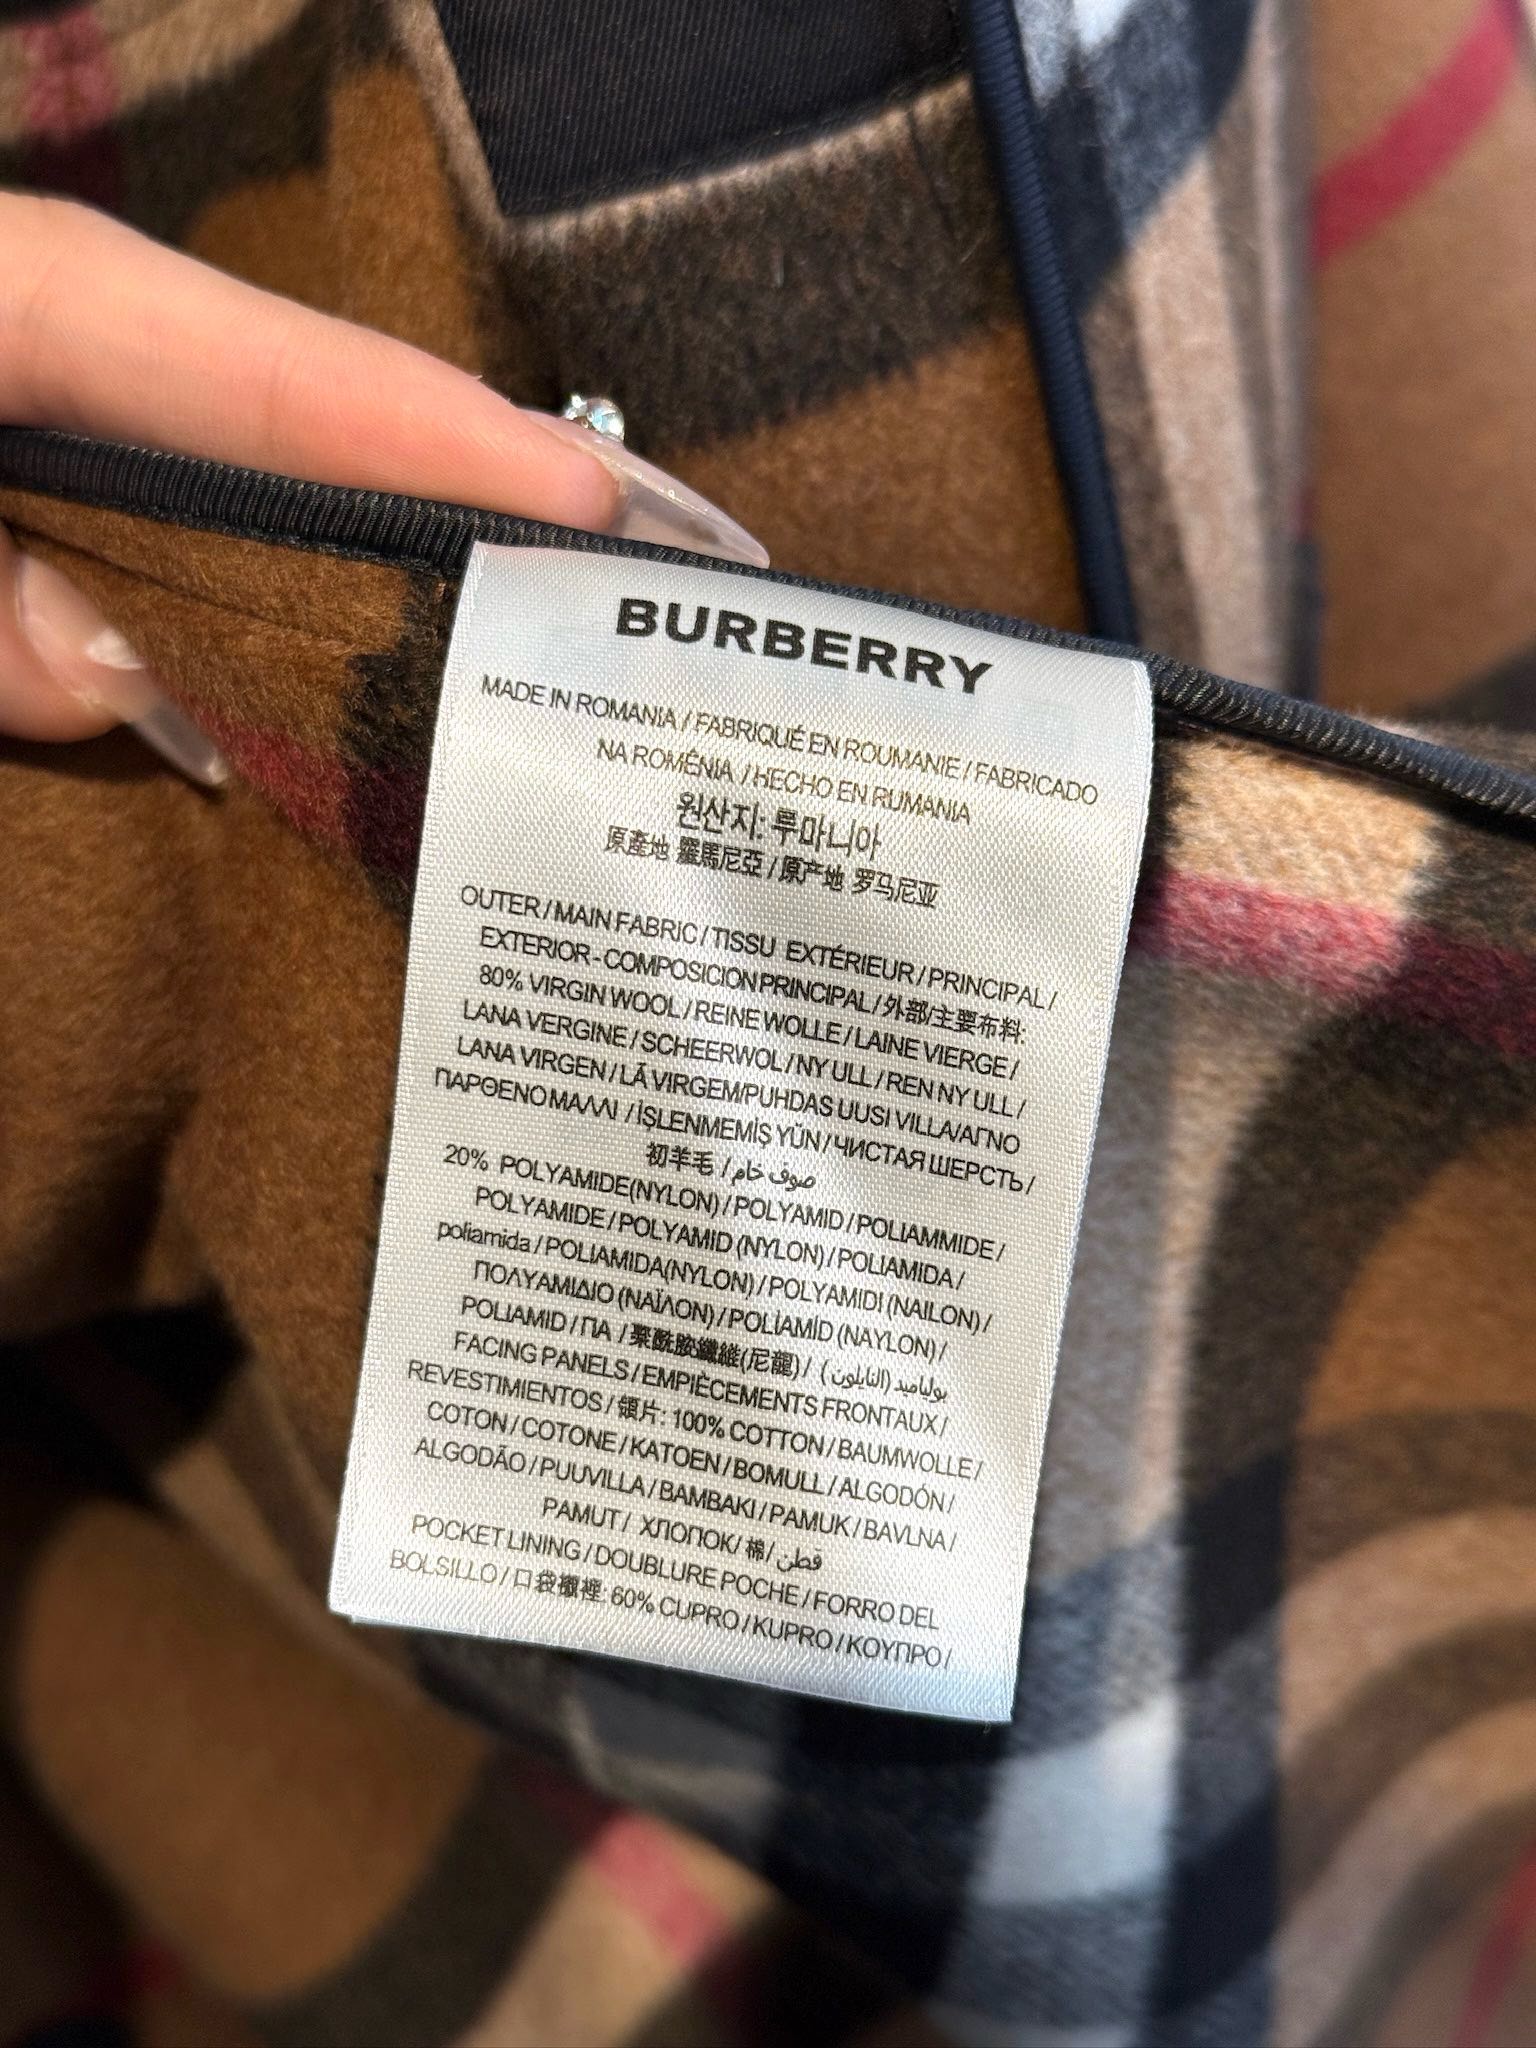 BURBERRY
MADE IN ROMANIA / FABRIQUÉ EN ROUMANIE / FABRICADO
NA ROMÊNIA / HECHO EN RUMANIA
원산지: 루마니아
原產地 羅馬尼亞 / 原产地 罗马尼亚
OUTER / MAIN FABRIC / TISSU EXTÉRIEUR / PRINCIPAL /
EXTERIOR - COMPOSICION PRINCIPAL / 外部/主要布料:
80% VIRGIN WOOL / REINE WOLLE / LAINE VIERGE /
LANA VERGINE / SCHEERWOL / NY ULL / REN NY ULL /
LANA VIRGEN / LÃ VIRGEM/PUHDAS UUSI VILLA/ΑΓΝΟ
ΠΑΡΘΕΝΟ ΜΑΛΛΙ / İŞLENMEMİŞ YÜN / ЧИСТАЯ ШЕРСТЬ /
初羊毛 / صوف خام /
20% POLYAMIDE(NYLON) / POLYAMID / POLIAMMIDE /
POLYAMIDE / POLYAMID (NYLON) / POLIAMIDA /
poliamida / POLIAMIDA(NYLON) / POLYAMIDI (NAILON) /
ΠΟΛΥΑΜΙΔΙΟ (ΝΑΪΛΟΝ) / POLİAMİD (NAYLON) /
POLIAMID / ПА / 聚酰胺纖維(尼龍) / بولياميد (النايلون) /
FACING PANELS / EMPIÈCEMENTS FRONTAUX /
REVESTIMIENTOS / 領片: 100% COTTON / BAUMWOLLE /
COTON / COTONE / KATOEN / BOMULL / ALGODÓN /
ALGODÃO / PUUVILLA / ΒΑΜΒΑΚΙ / PAMUK / BAVLNA /
PAMUT / ХЛОПОК/ 棉/ قطن
POCKET LINING / DOUBLURE POCHE / FORRO DEL
BOLSILLO / 口袋襯裡: 60% CUPRO / KUPRO / ΚΟΥΠΡΟ /